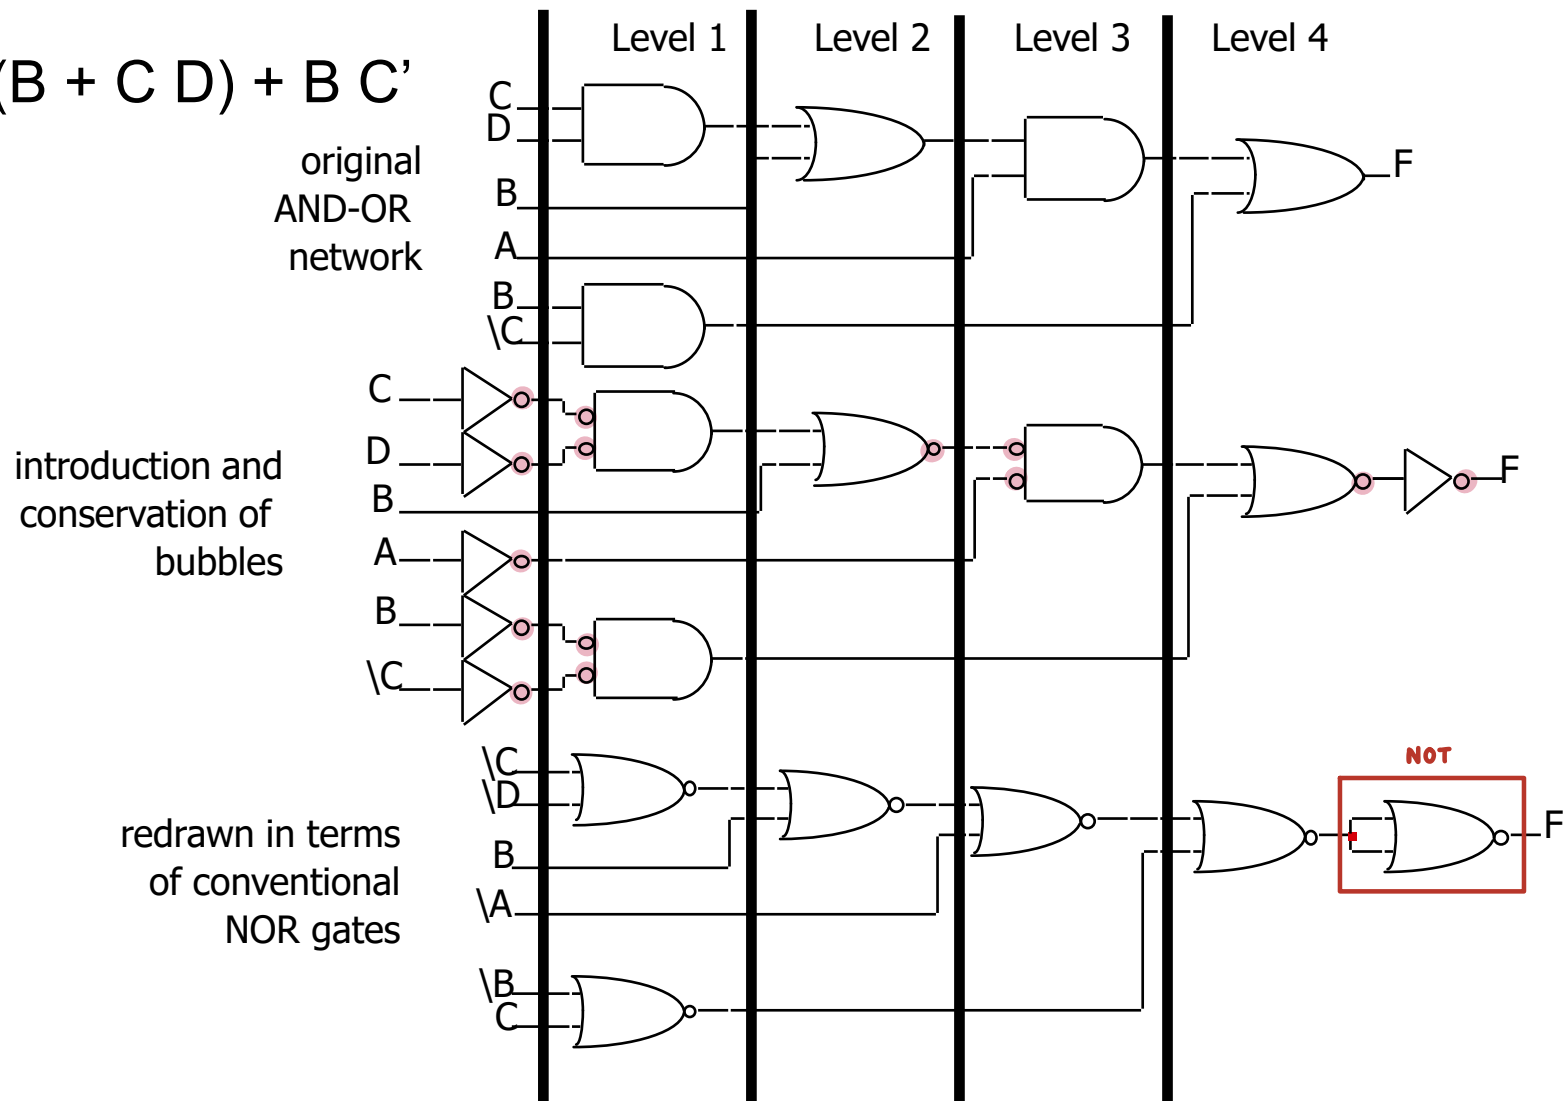 Level 1
Level 2
Level 3
Level 4
(B + C D) + B C’
original
AND-OR
network
C
D
B
A
B
\C
F
introduction and
conservation of
bubbles
C
D
B
A
B
\C
F
redrawn in terms
of conventional
NOR gates
\C
\D
B
\A
\B
C
NOT
F